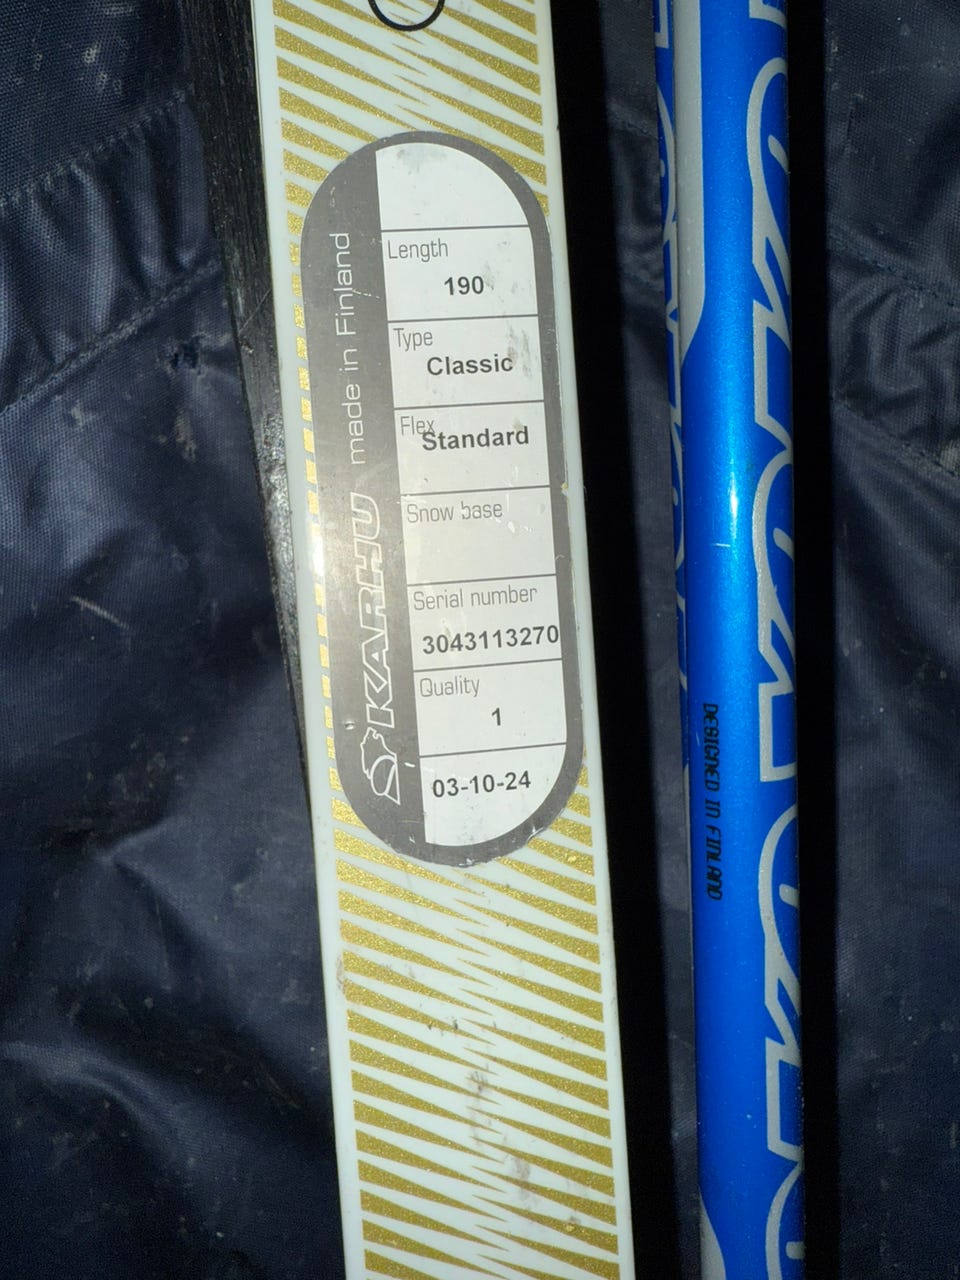 Length
190
Type
Classic
Flex
Standard
Snow base
Serial number
3043113270
Quality
1
03-10-24
KARHU made in Finland
DESIGNED IN FINLAND